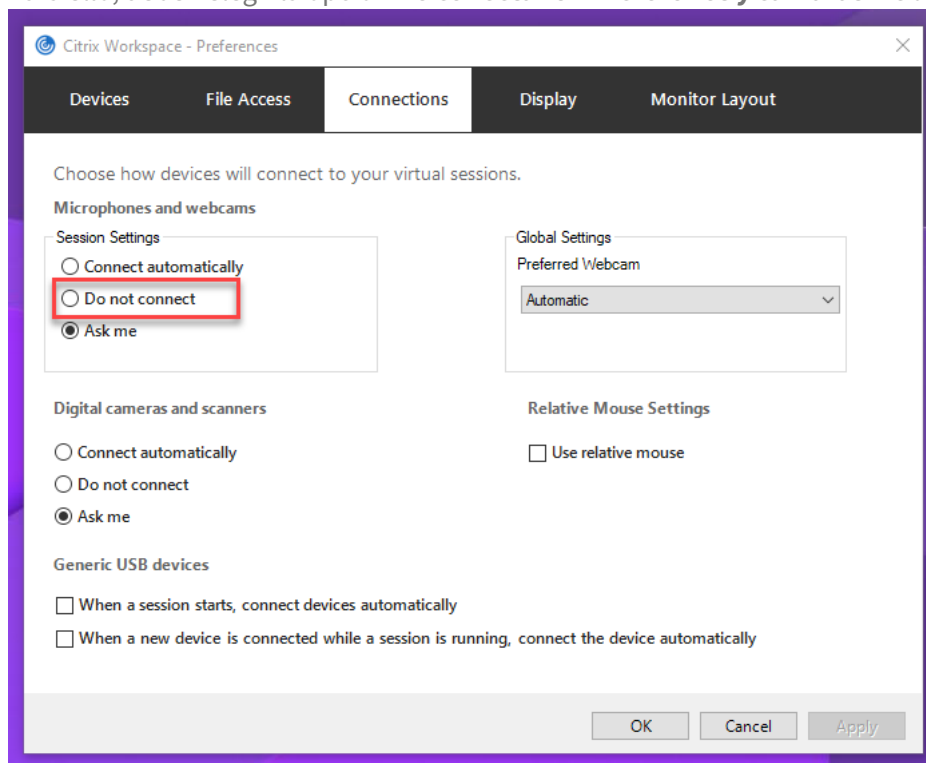 Citrix Workspace - Preferences
Devices File Access Connections Display Monitor Layout
Choose how devices will connect to your virtual sessions.
Microphones and webcams
Session Settings
Connect automatically
Do not connect
Ask me
Global Settings
Preferred Webcam
Automatic
Digital cameras and scanners
Connect automatically
Do not connect
Ask me
Relative Mouse Settings
Use relative mouse
Generic USB devices
When a session starts, connect devices automatically
When a new device is connected while a session is running, connect the device automatically
OK Cancel Apply